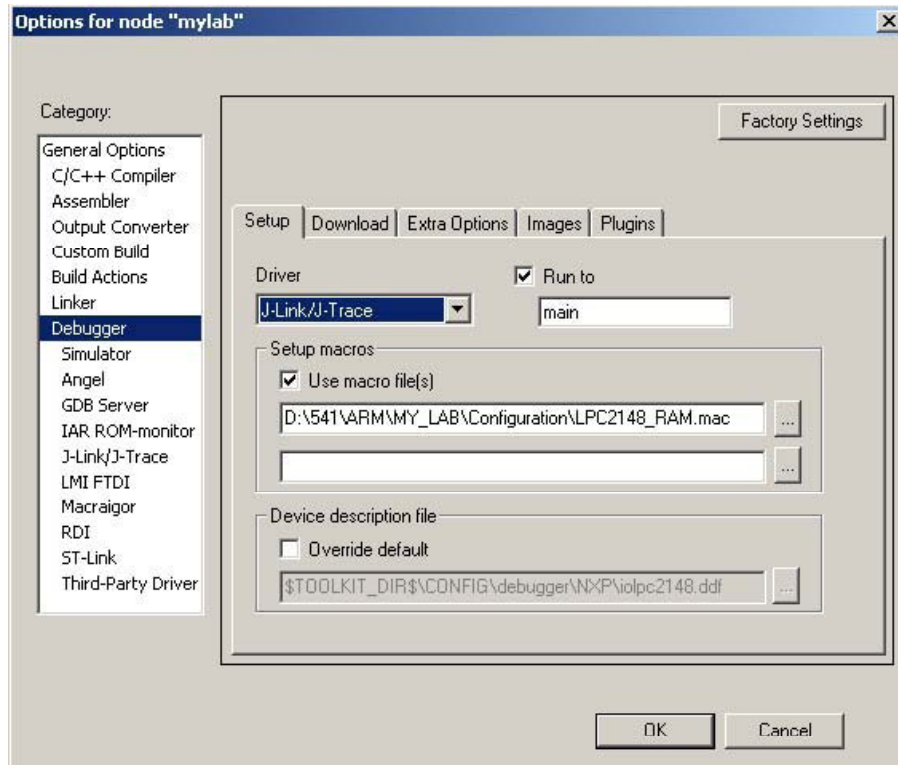 Options for node "mylab"
Category:
General Options
C/C++ Compiler
Assembler
Output Converter
Custom Build
Build Actions
Linker
Debugger
Simulator
Angel
GDB Server
IAR ROM-monitor
J-Link/J-Trace
LMI FTDI
Macraigor
RDI
ST-Link
Third-Party Driver
Factory Settings
Setup Download Extra Options Images Plugins
Driver Run to
J-Link/J-Trace main
Setup macros
Use macro file(s)
D:\541\ARM\MY_LAB\Configuration\LPC2148_RAM.mac ...
...
Device description file
Override default
$TOOLKIT_DIR$\CONFIG\debugger\NXP\iolpc2148.ddf ...
OK Cancel